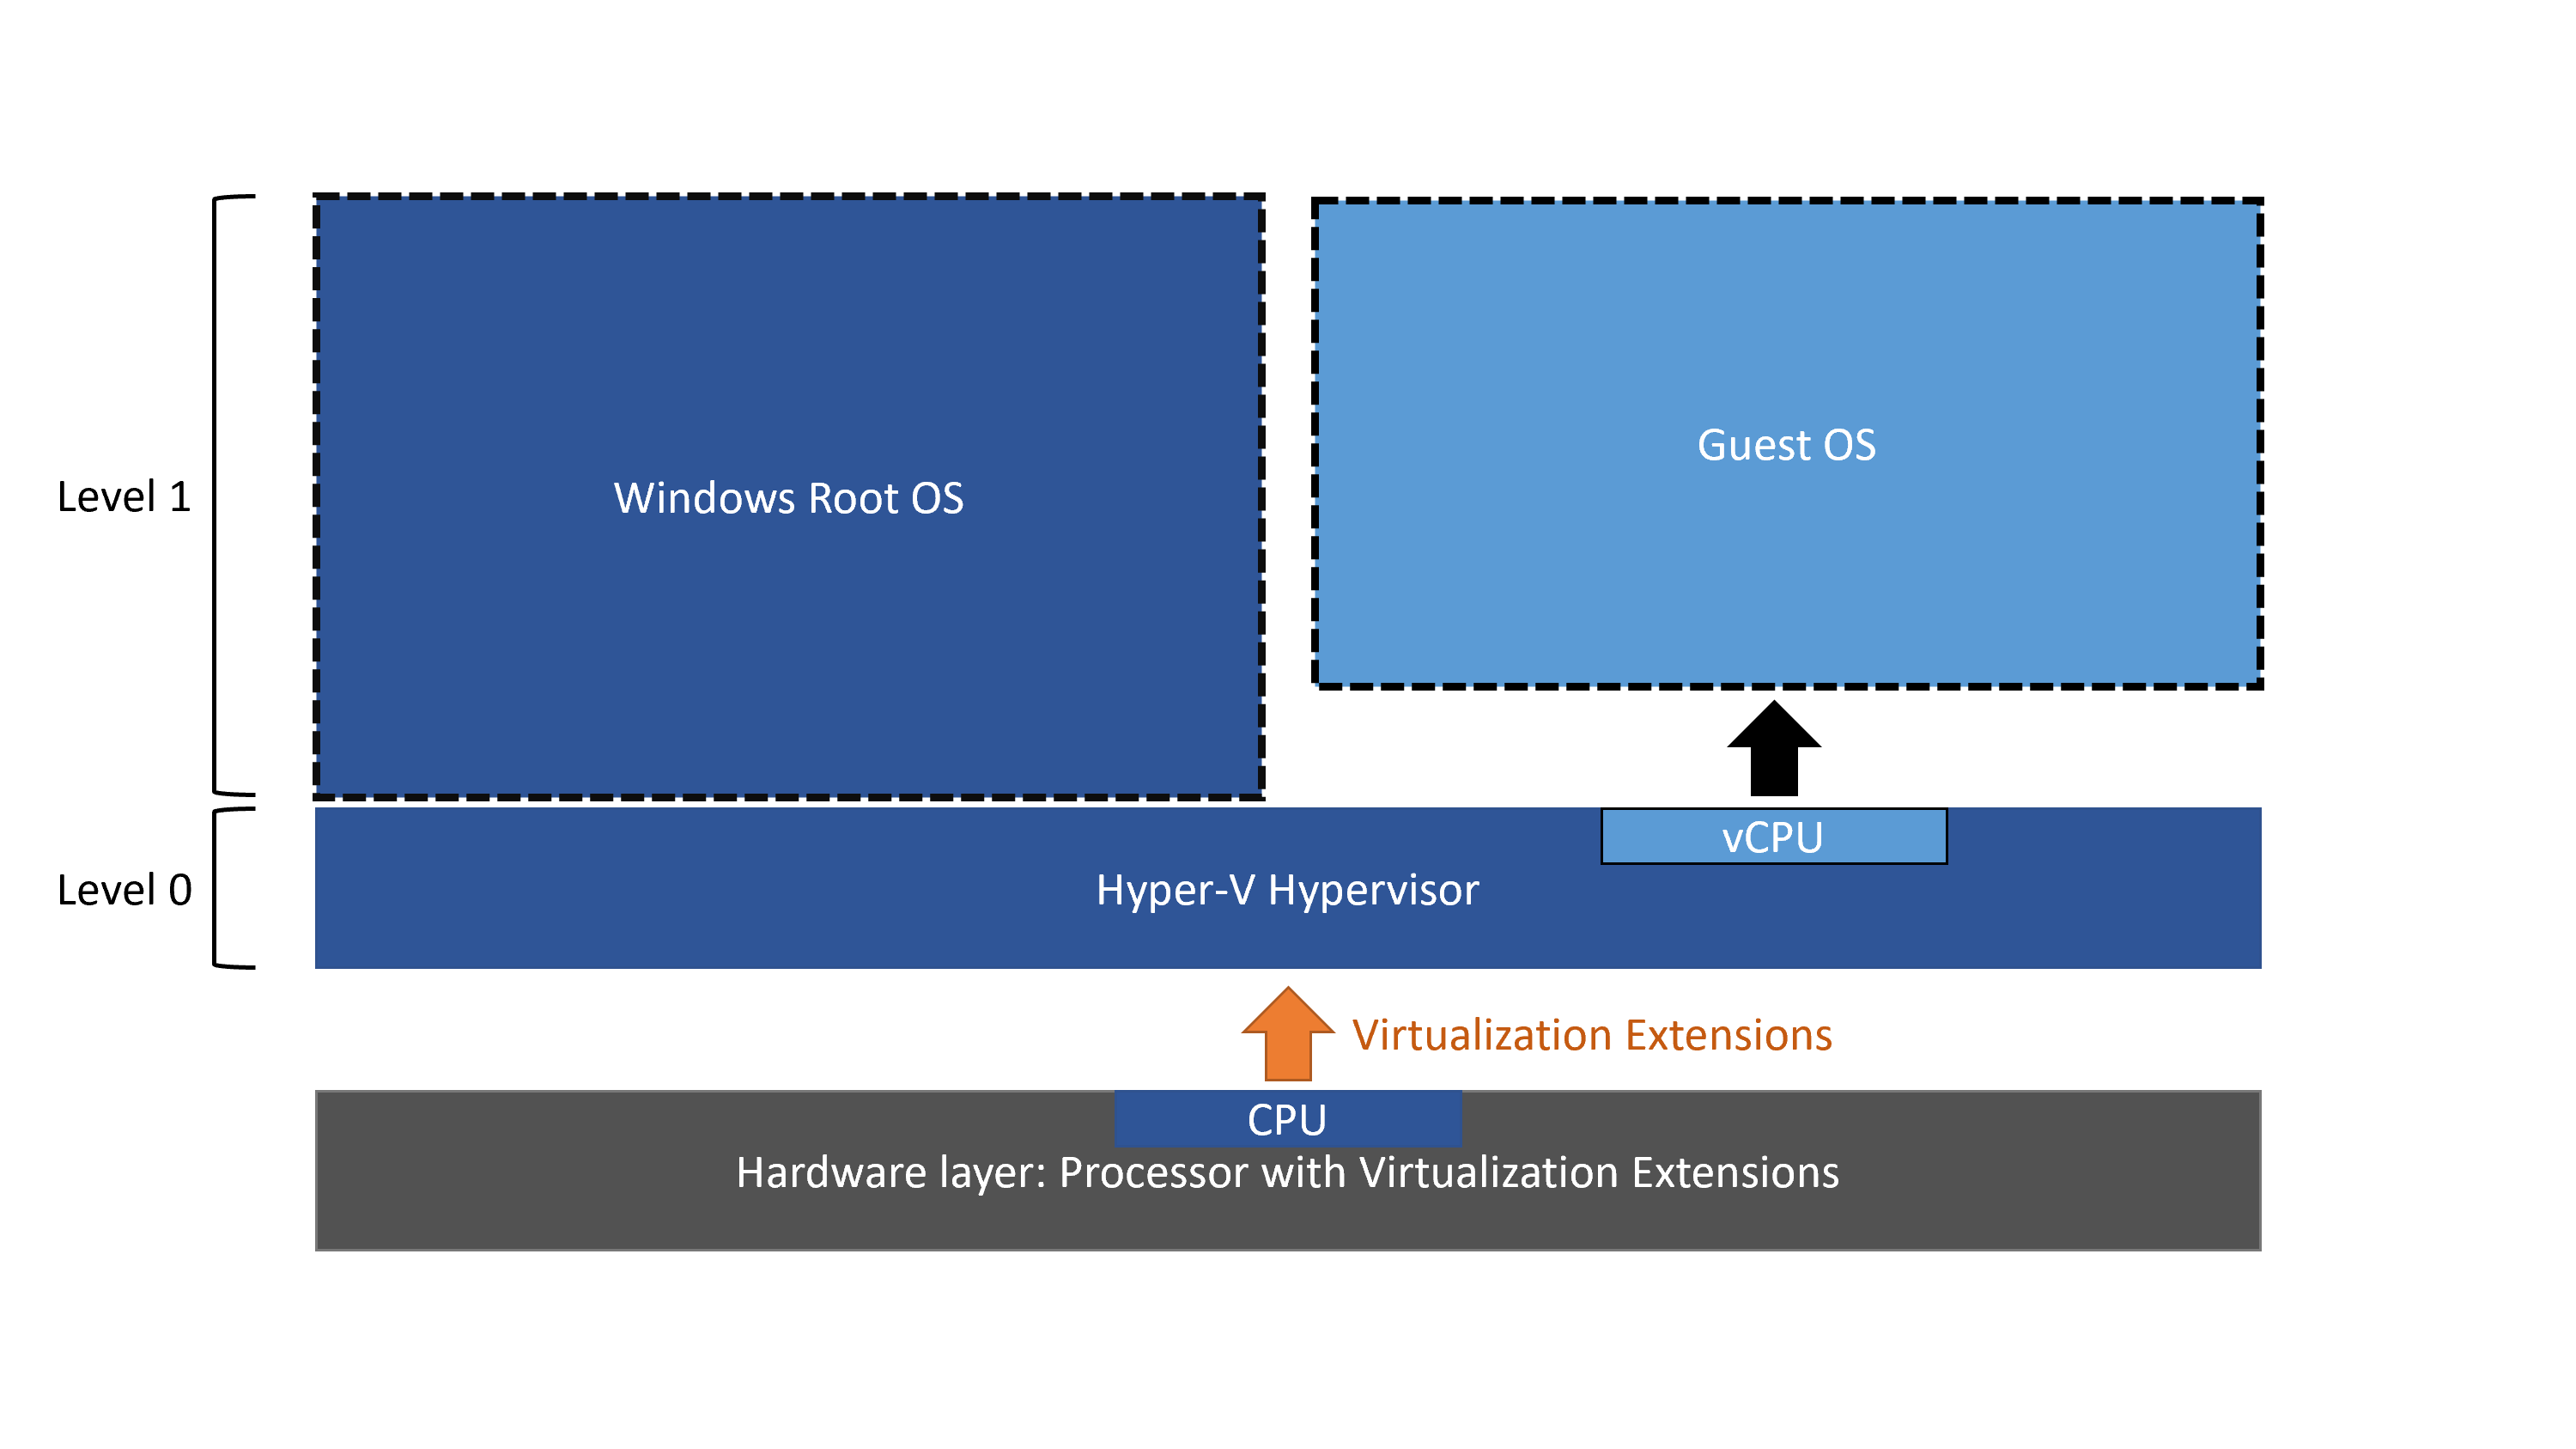 Level 1
Windows Root OS
Guest OS
vCPU
Level 0
Hyper-V Hypervisor
Virtualization Extensions
CPU
Hardware layer: Processor with Virtualization Extensions